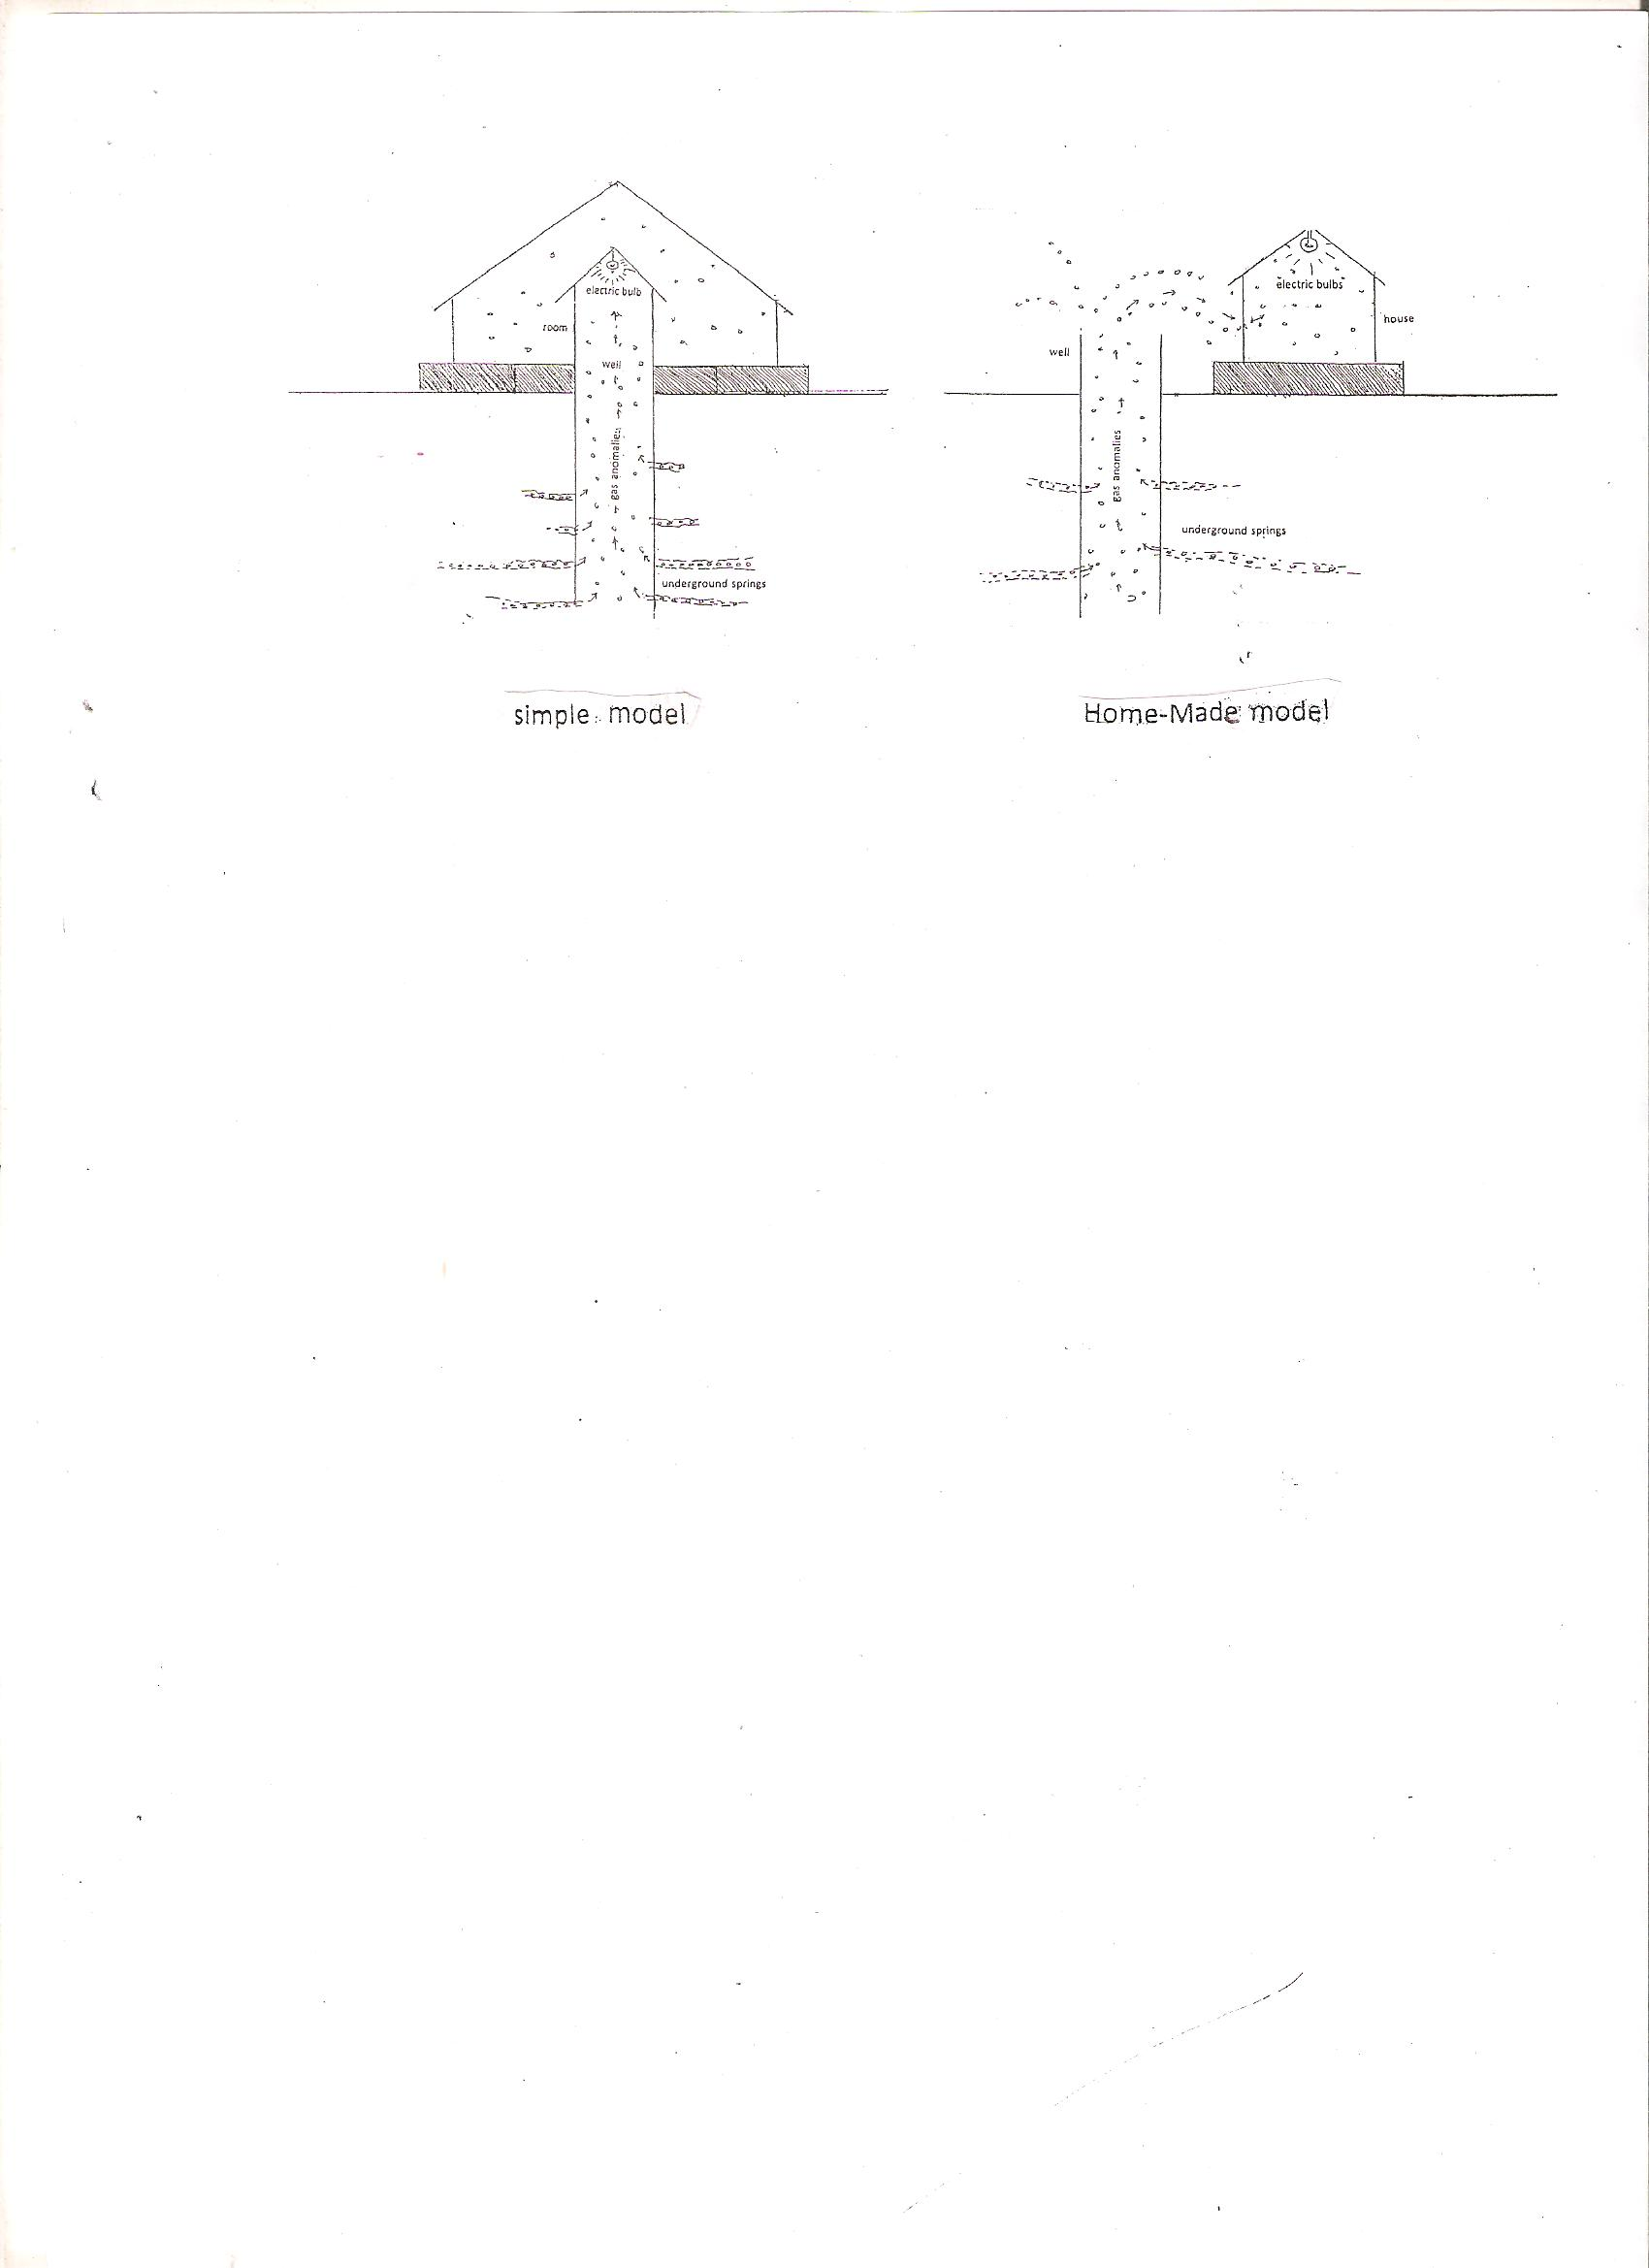 electric bulb
room
well
gas anomalies
underground springs
simple model
electric bulbs
house
well
gas anomalies
underground springs
Home-Made model